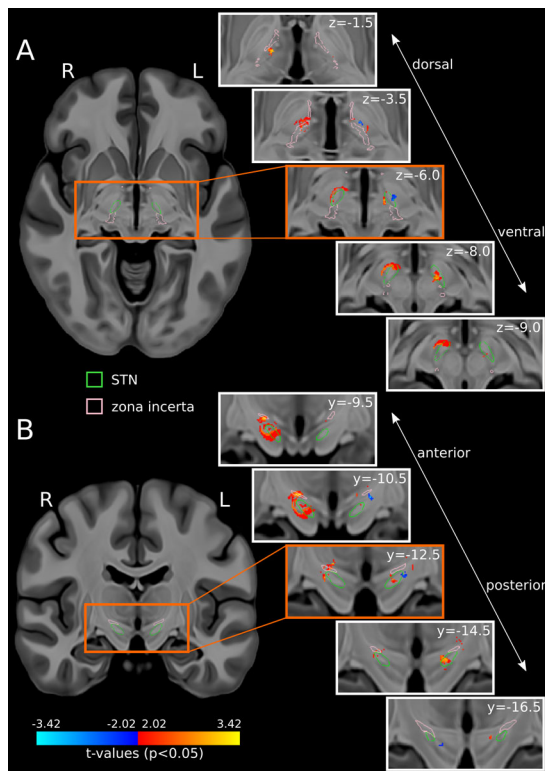 A
R
L
z=-1.5
dorsal
z=-3.5
z=-6.0
ventral
z=-8.0
z=-9.0
STN
zona incerta
B
R
L
y=-9.5
anterior
y=-10.5
y=-12.5
posterior
y=-14.5
y=-16.5
-3.42 -2.02 2.02 3.42
t-values (p<0.05)